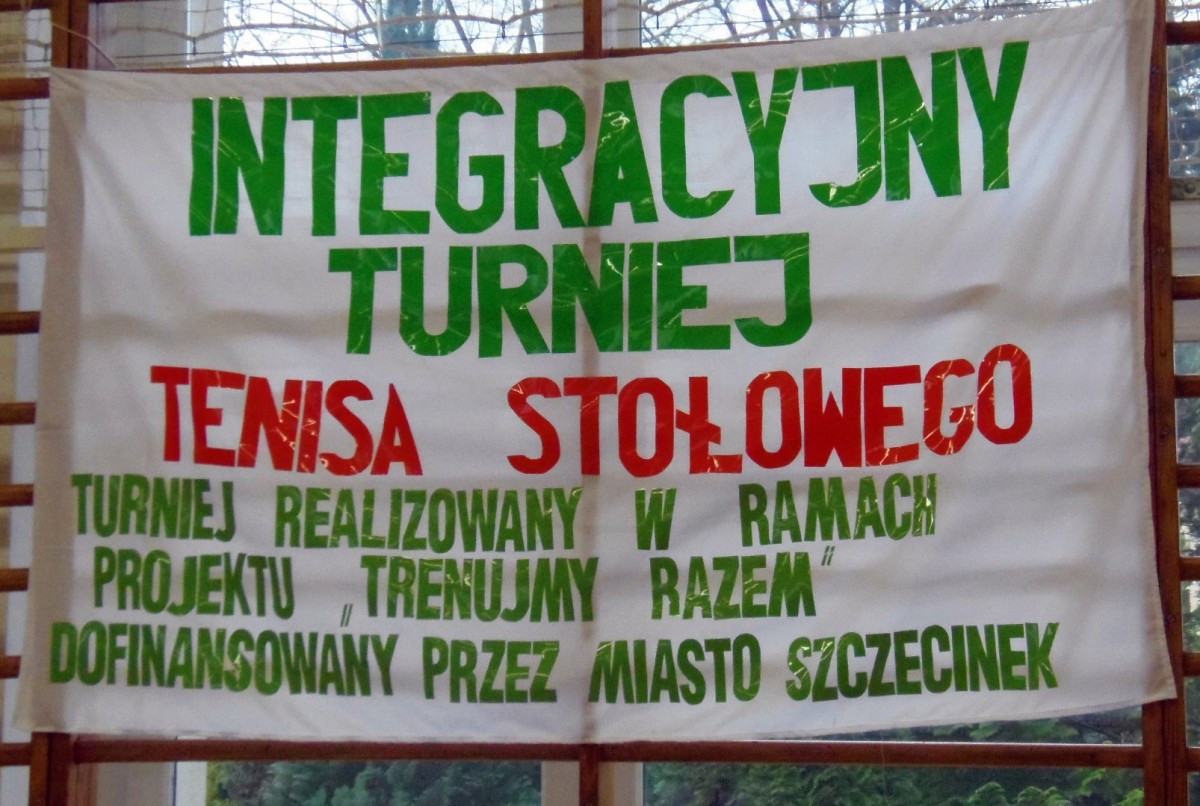 INTEGRACYJNY
TURNIEJ
TENISA STOŁOWEGO
TURNIEJ REALIZOWANY W RAMACH
PROJEKTU „TRENUJMY RAZEM"
DOFINANSOWANY PRZEZ MIASTO SZCZECINEK